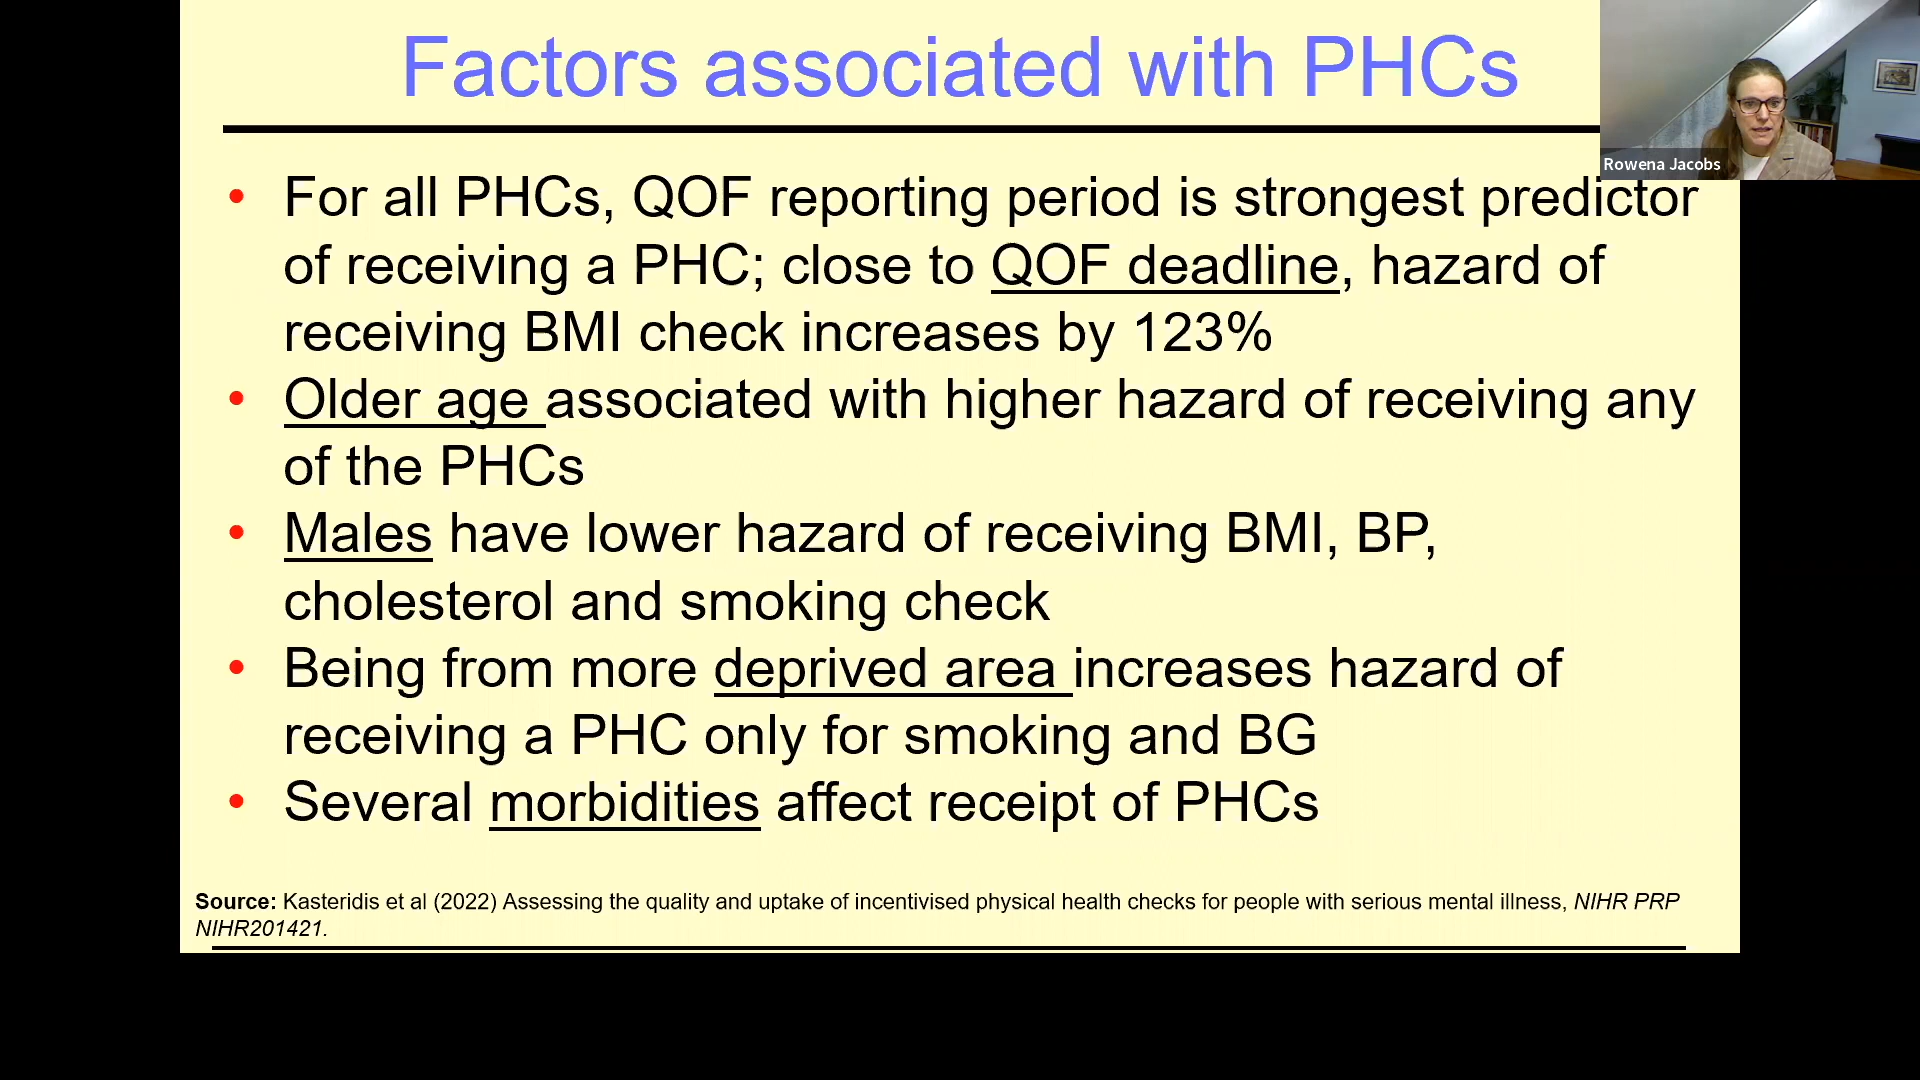 Factors associated with PHCs
Rowena Jacobs
• For all PHCs, QOF reporting period is strongest predictor
of receiving a PHC; close to QOF deadline, hazard of
receiving BMI check increases by 123%
• Older age associated with higher hazard of receiving any
of the PHCs
• Males have lower hazard of receiving BMI, BP,
cholesterol and smoking check
• Being from more deprived area increases hazard of
receiving a PHC only for smoking and BG
• Several morbidities affect receipt of PHCs
Source: Kasteridis et al (2022) Assessing the quality and uptake of incentivised physical health checks for people with serious mental illness, NIHR PRP
NIHR201421.